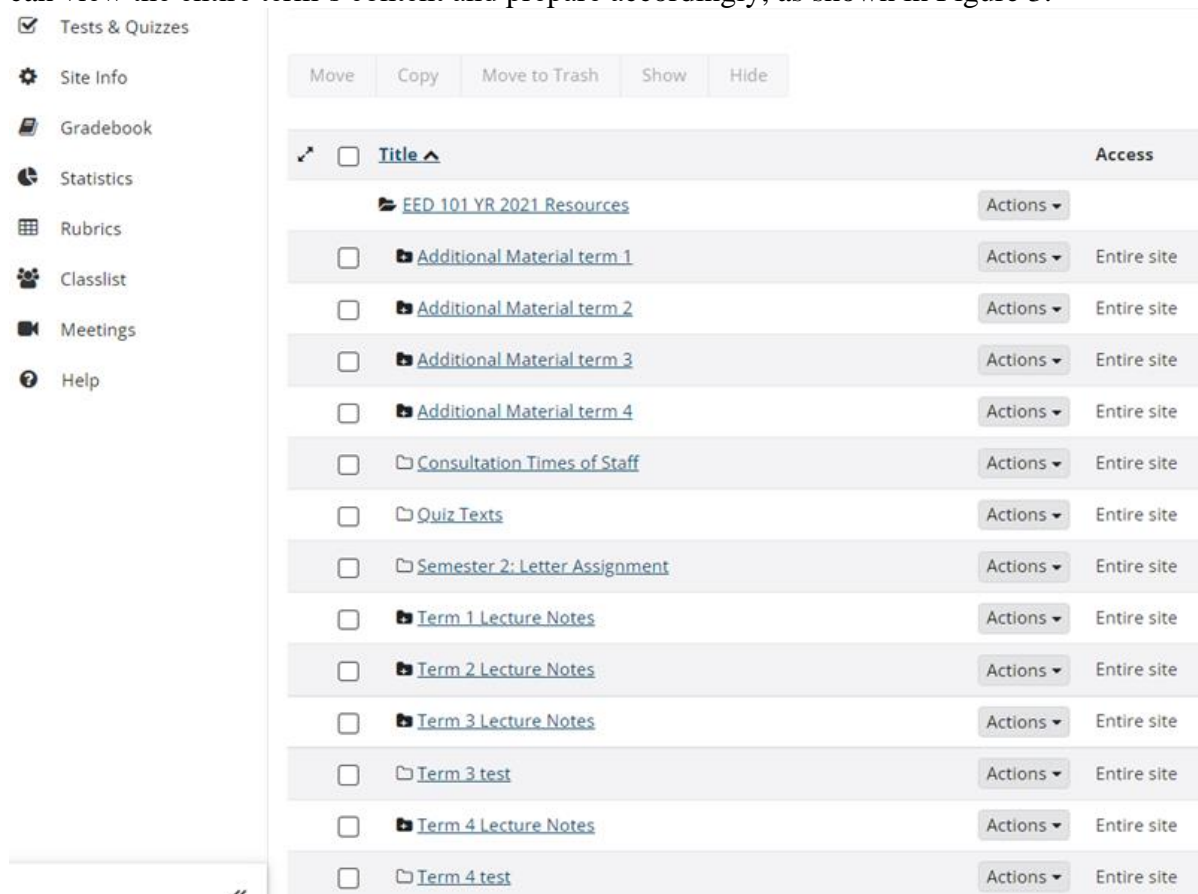 can view the entire term's content and prepare accordingly, as shown in Figure 3.
Tests & Quizzes
Site Info
Gradebook
Statistics
Rubrics
Classlist
Meetings
Help
Move Copy Move to Trash Show Hide
Title Access
EED 101 YR 2021 Resources Actions
Additional Material term 1 Actions Entire site
Additional Material term 2 Actions Entire site
Additional Material term 3 Actions Entire site
Additional Material term 4 Actions Entire site
Consultation Times of Staff Actions Entire site
Quiz Texts Actions Entire site
Semester 2: Letter Assignment Actions Entire site
Term 1 Lecture Notes Actions Entire site
Term 2 Lecture Notes Actions Entire site
Term 3 Lecture Notes Actions Entire site
Term 3 test Actions Entire site
Term 4 Lecture Notes Actions Entire site
Term 4 test Actions Entire site